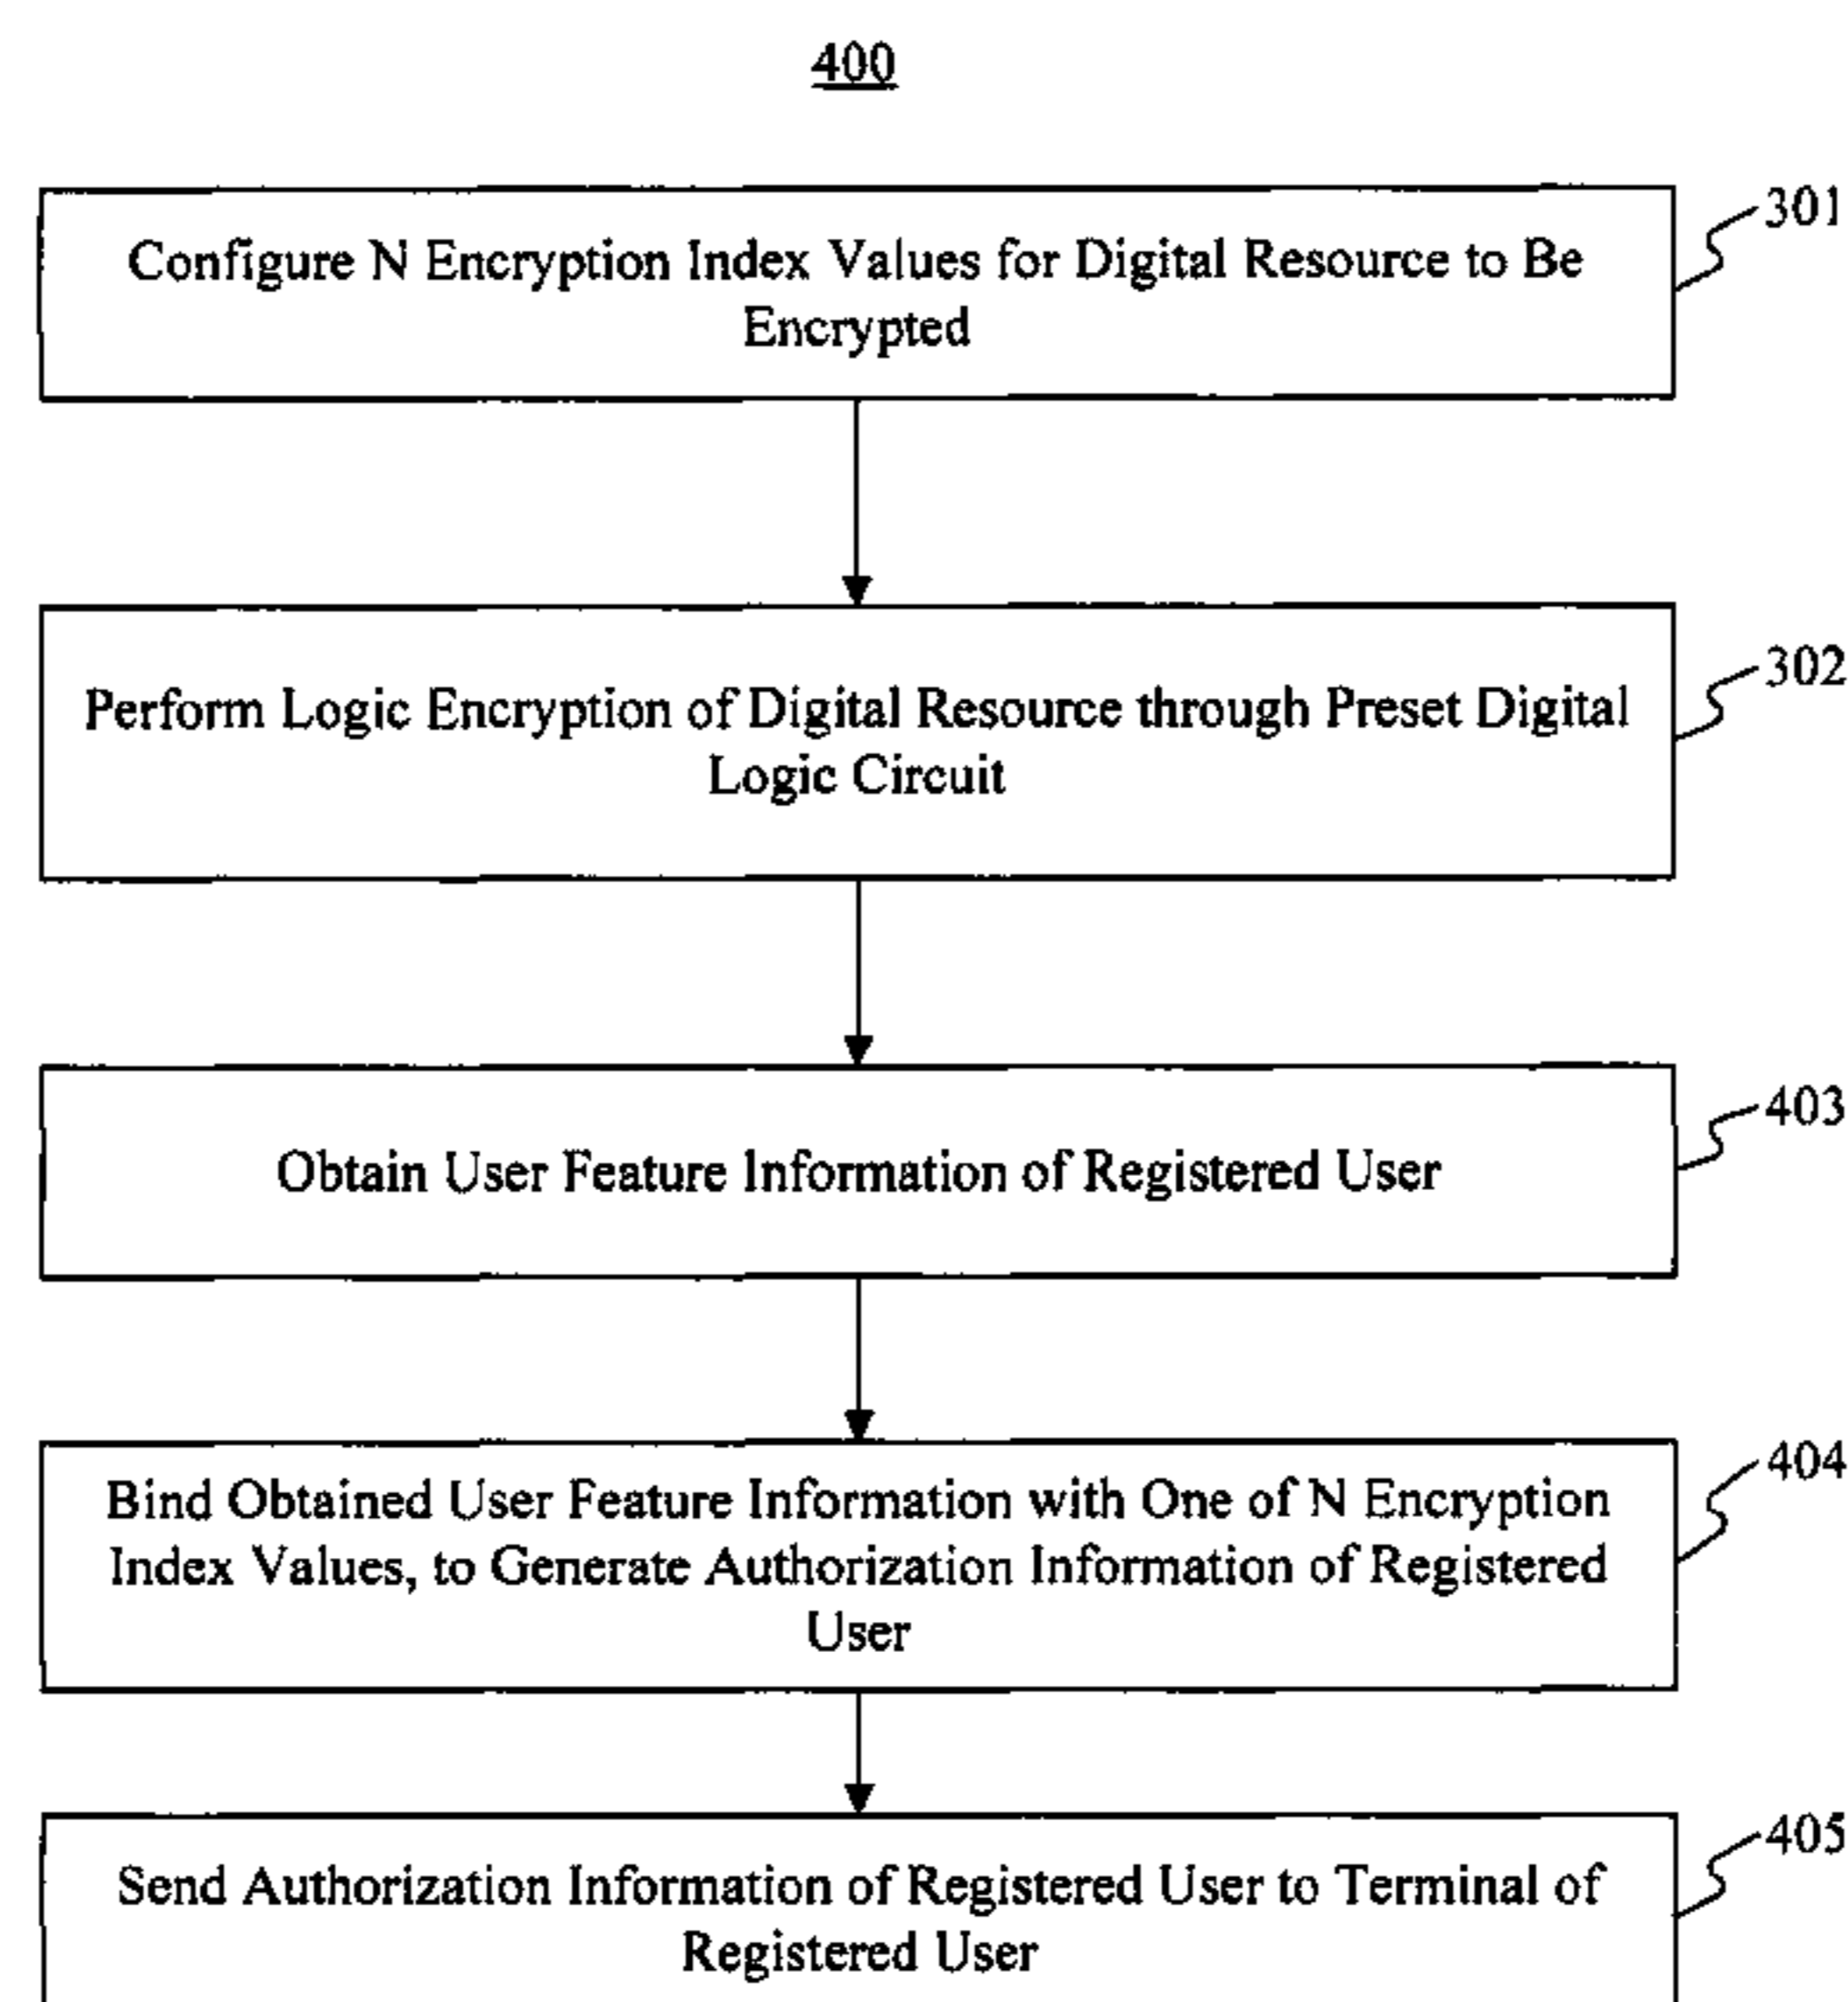 400
301
Configure N Encryption Index Values for Digital Resource to Be
Encrypted
302
Perform Logic Encryption of Digital Resource through Preset Digital
Logic Circuit
403
Obtain User Feature Information of Registered User
404
Bind Obtained User Feature Information with One of N Encryption
Index Values, to Generate Authorization Information of Registered
User
405
Send Authorization Information of Registered User to Terminal of
Registered User